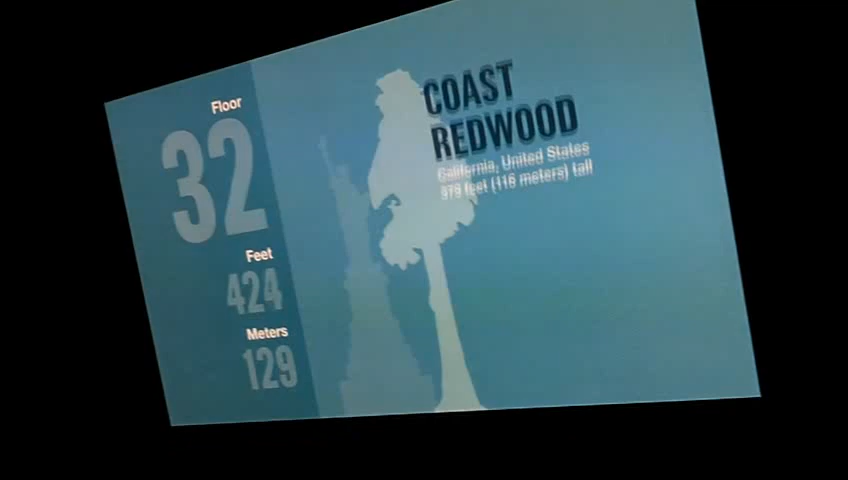 Floor
32
Feet
424
Meters
129
COAST
REDWOOD
California, United States
379 feet (116 meters) tall